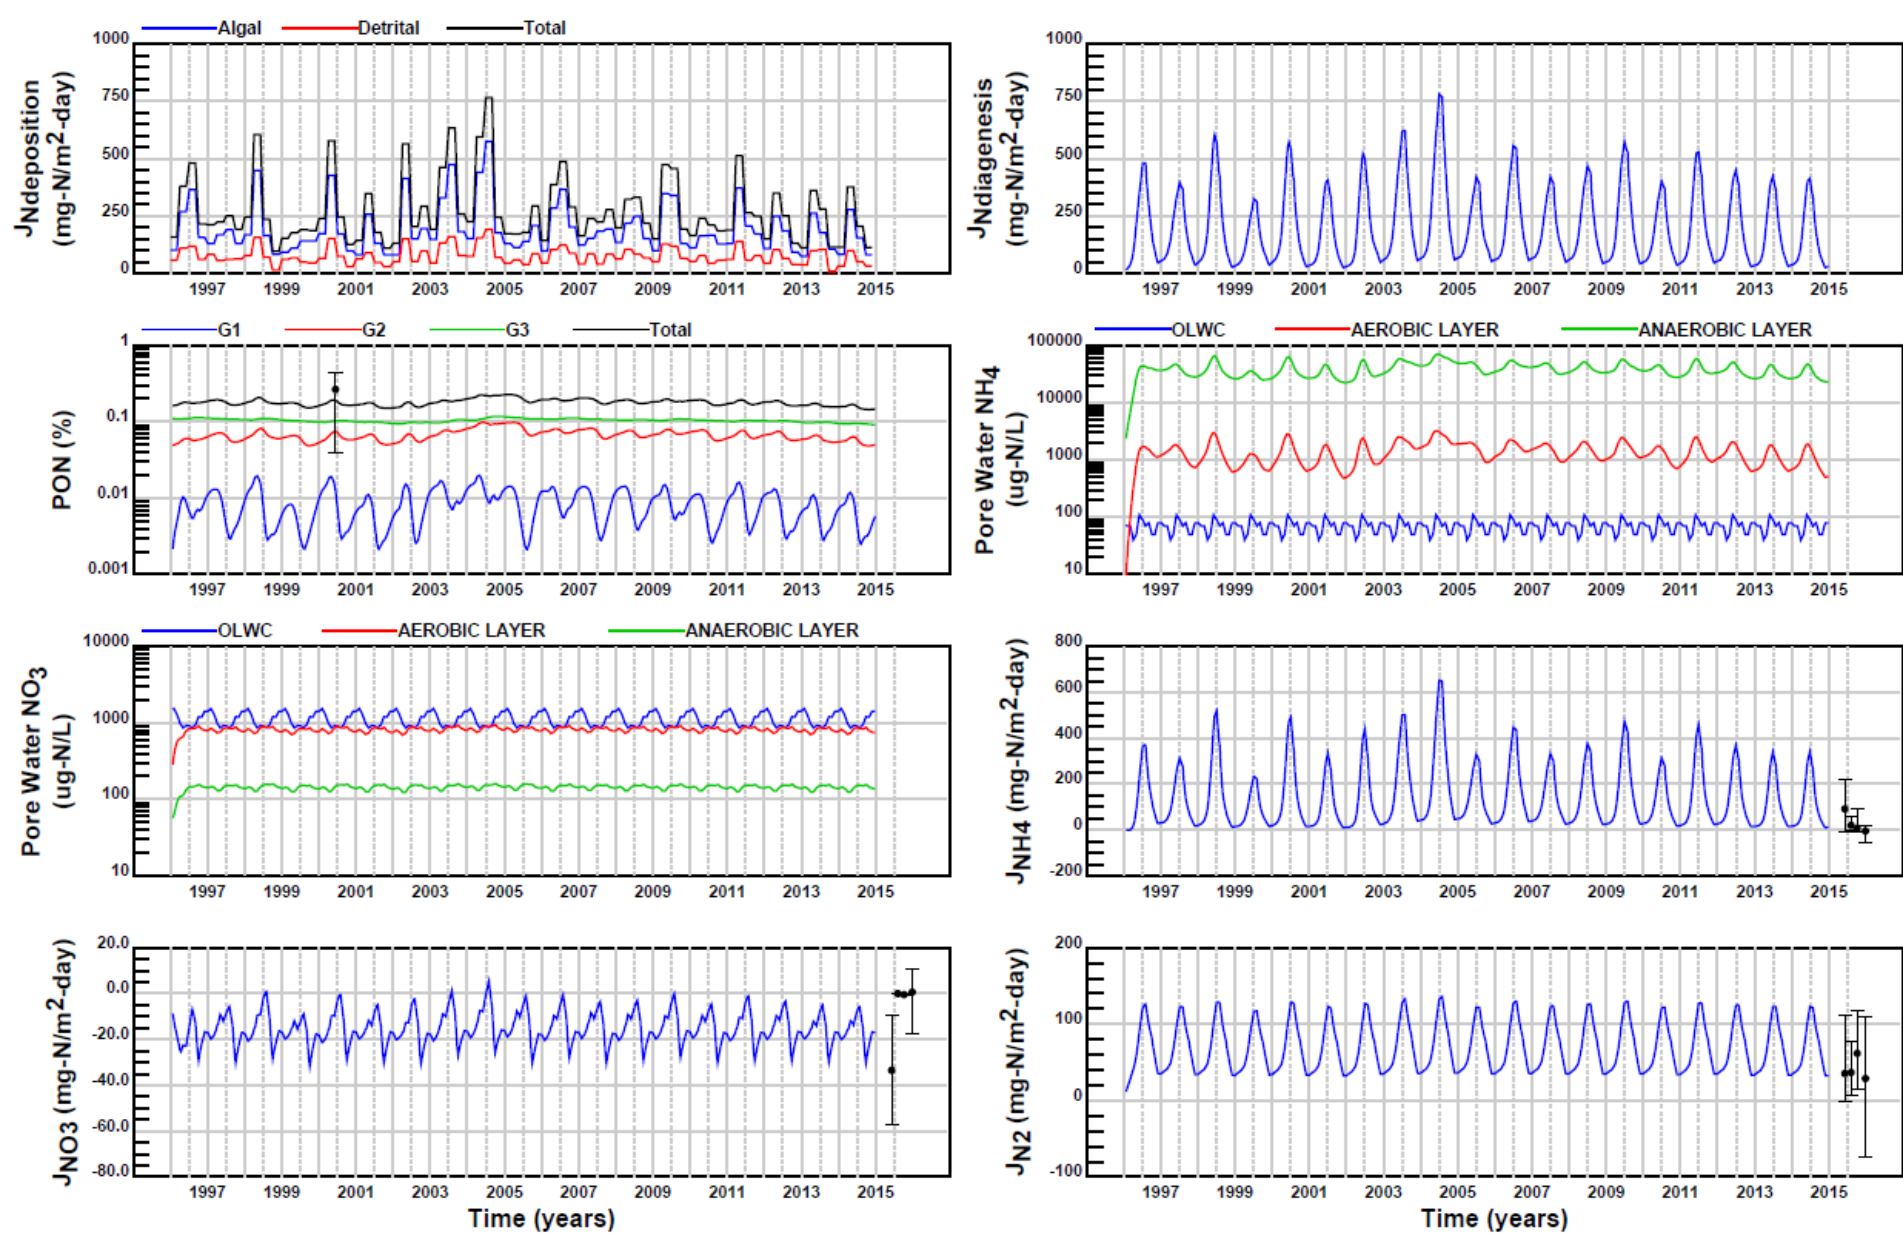 Algal Detrital Total
JNdeposition
(mg-N/m2-day)
1000
750
500
250
0
1997 1999 2001 2003 2005 2007 2009 2011 2013 2015
JNdiagenesis
(mg-N/m2-day)
1000
750
500
250
0
1997 1999 2001 2003 2005 2007 2009 2011 2013 2015
G1 G2 G3 Total
PON (%)
1
0.1
0.01
0.001
1997 1999 2001 2003 2005 2007 2009 2011 2013 2015
OLWC AEROBIC LAYER ANAEROBIC LAYER
Pore Water NH4
(ug-N/L)
100000
10000
1000
100
10
1997 1999 2001 2003 2005 2007 2009 2011 2013 2015
OLWC AEROBIC LAYER ANAEROBIC LAYER
Pore Water NO3
(ug-N/L)
10000
1000
100
10
1997 1999 2001 2003 2005 2007 2009 2011 2013 2015
JNH4 (mg-N/m2-day)
800
600
400
200
0
-200
1997 1999 2001 2003 2005 2007 2009 2011 2013 2015
JNO3 (mg-N/m2-day)
20.0
0.0
-20.0
-40.0
-60.0
-80.0
1997 1999 2001 2003 2005 2007 2009 2011 2013 2015
Time (years)
JN2 (mg-N/m2-day)
200
100
0
-100
1997 1999 2001 2003 2005 2007 2009 2011 2013 2015
Time (years)